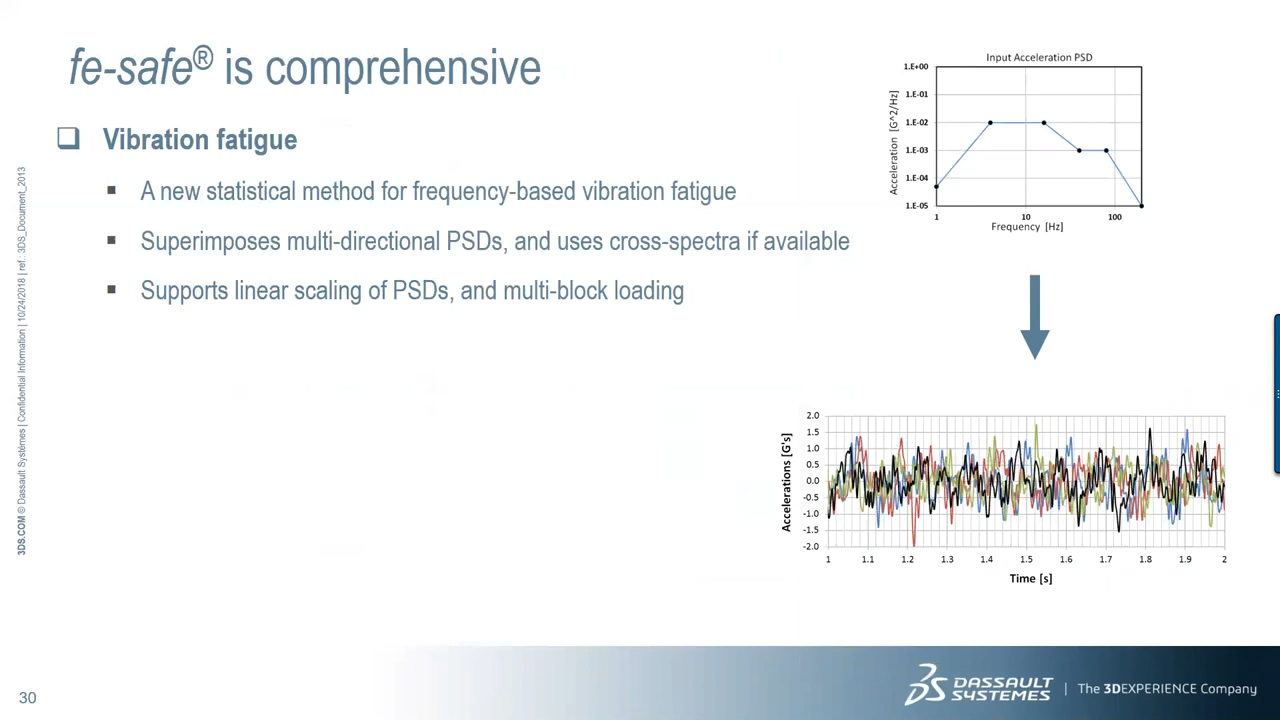 fe-safe® is comprehensive
❑ Vibration fatigue
▪ A new statistical method for frequency-based vibration fatigue
▪ Superimposes multi-directional PSDs, and uses cross-spectra if available
▪ Supports linear scaling of PSDs, and multi-block loading
Input Acceleration PSD
Acceleration [G^2/Hz]
1.E+00
1.E-01
1.E-02
1.E-03
1.E-04
1.E-05
1 10 100
Frequency [Hz]
Accelerations [G's]
2.0
1.5
1.0
0.5
0.0
-0.5
-1.0
-1.5
-2.0
1 1.1 1.2 1.3 1.4 1.5 1.6 1.7 1.8 1.9 2
Time [s]
3DS.COM © Dassault Systèmes | Confidential Information | 10/24/2018 | ref.: 3DS_Document_2013
30
DASSAULT
SYSTEMES
The 3DEXPERIENCE Company